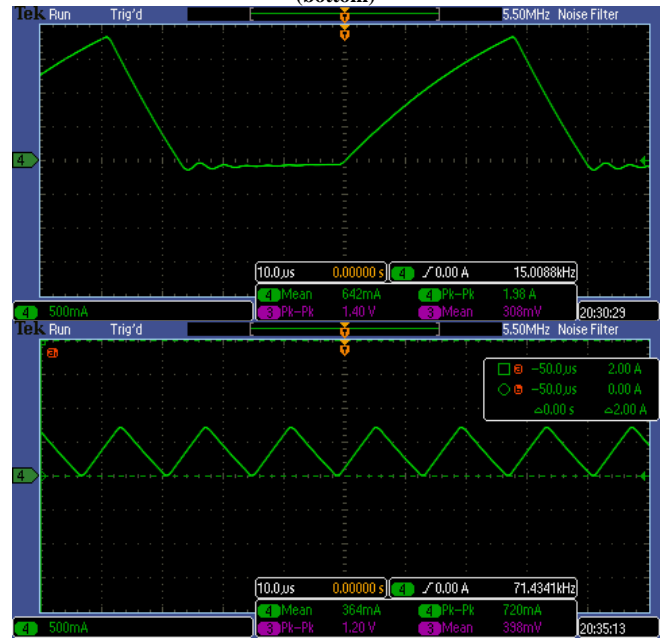 (bottom)
Tek Run Trig'd 5.50MHz Noise Filter
T
4
10.0µs 0.00000 s 4 ∫ 0.00 A 15.0088kHz
4 Mean 642mA 4 Pk-Pk 1.98 A
3 Pk-Pk 1.40 V 3 Mean 308mV
4 500mA 20:30:29
Tek Run Trig'd 5.50MHz Noise Filter
T
-50.0µs 2.00 A
-50.0µs 0.00 A
△0.00 s △2.00 A
4
10.0µs 0.00000 s 4 ∫ 0.00 A 71.4341kHz
4 Mean 364mA 4 Pk-Pk 720mA
3 Pk-Pk 1.20 V 3 Mean 338mV
4 500mA 20:35:13